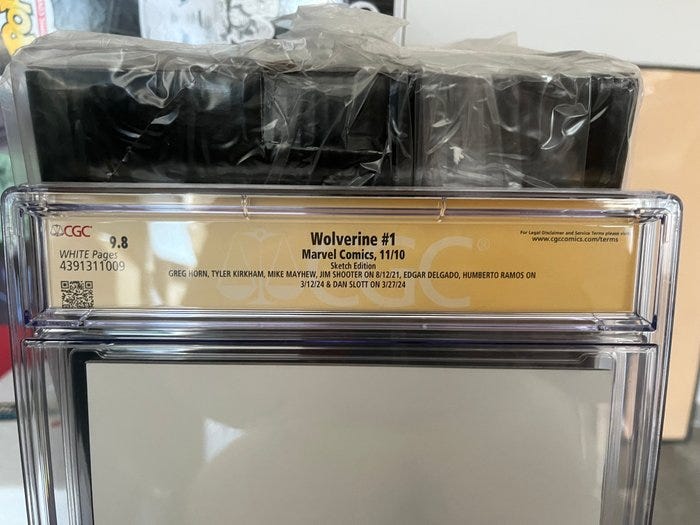 CGC
9.8
WHITE Pages
4391311009
Wolverine #1
Marvel Comics, 11/10
Sketch Edition
GREG HORN, TYLER KIRKHAM, MIKE MAYHEW, JIM SHOOTER ON 8/12/21, EDGAR DELGADO, HUMBERTO RAMOS ON
3/12/24 & DAN SLOTT ON 3/27/24
For Legal Disclaimer and Service Terms please visit
www.cgccomics.com/terms
CGC